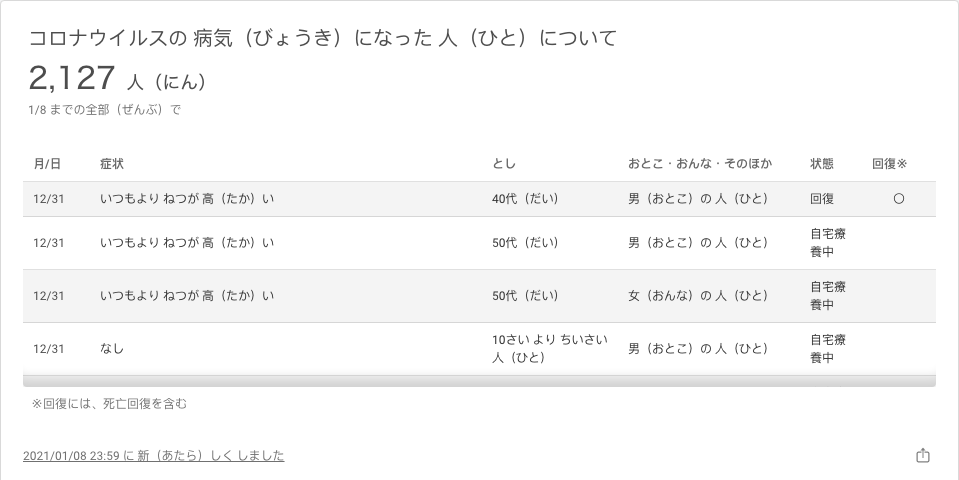 コロナウイルスの 病気（びょうき）になった 人（ひと）について
2,127 人（にん）
1/8 までの全部（ぜんぶ）で
月/日 症状 とし おとこ・おんな・そのほか 状態 回復※
12/31 いつもより ねつが 高（たか）い 40代（だい） 男（おとこ）の 人（ひと） 回復 〇
12/31 いつもより ねつが 高（たか）い 50代（だい） 男（おとこ）の 人（ひと） 自宅療
養中
12/31 いつもより ねつが 高（たか）い 50代（だい） 女（おんな）の 人（ひと） 自宅療
養中
12/31 なし 10さい より ちいさい 男（おとこ）の 人（ひと） 自宅療
人（ひと） 養中
※回復には、死亡回復を含む
2021/01/08 23:59 に 新（あたら）しく しました